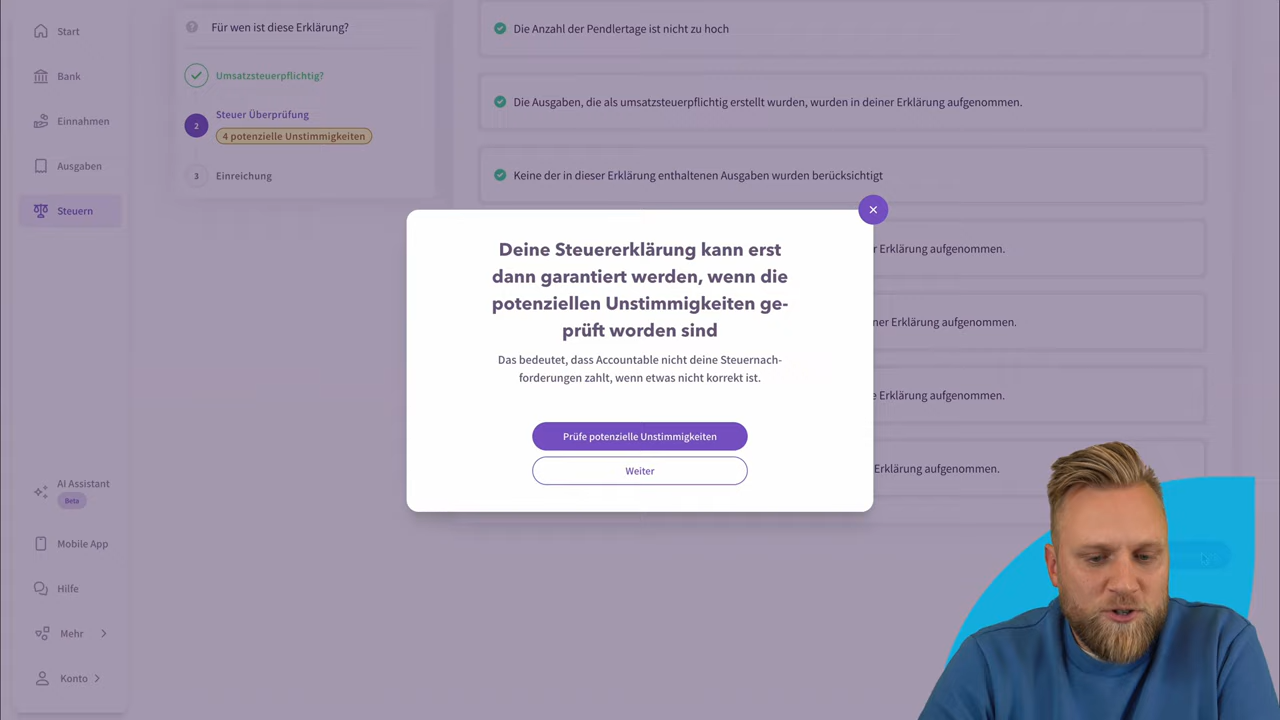 Start
Bank
Einnahmen
Ausgaben
Steuern
AI Assistant
Beta
Mobile App
Hilfe
Mehr
Konto
Für wen ist diese Erklärung?
Umsatzsteuerpflichtig?
2
Steuer Überprüfung
4 potenzielle Unstimmigkeiten
3
Einreichung
Die Anzahl der Pendlertage ist nicht zu hoch
Die Ausgaben, die als umsatzsteuerpflichtig erstellt wurden, wurden in deiner Erklärung aufgenommen.
Keine der in dieser Erklärung enthaltenen Ausgaben wurden berücksichtigt
Erklärung aufgenommen.
ner Erklärung aufgenommen.
e Erklärung aufgenommen.
Erklärung aufgenommen.
Deine Steuererklärung kann erst
dann garantiert werden, wenn die
potenziellen Unstimmigkeiten ge-
prüft worden sind
Das bedeutet, dass Accountable nicht deine Steuernach-
forderungen zahlt, wenn etwas nicht korrekt ist.
Prüfe potenzielle Unstimmigkeiten
Weiter